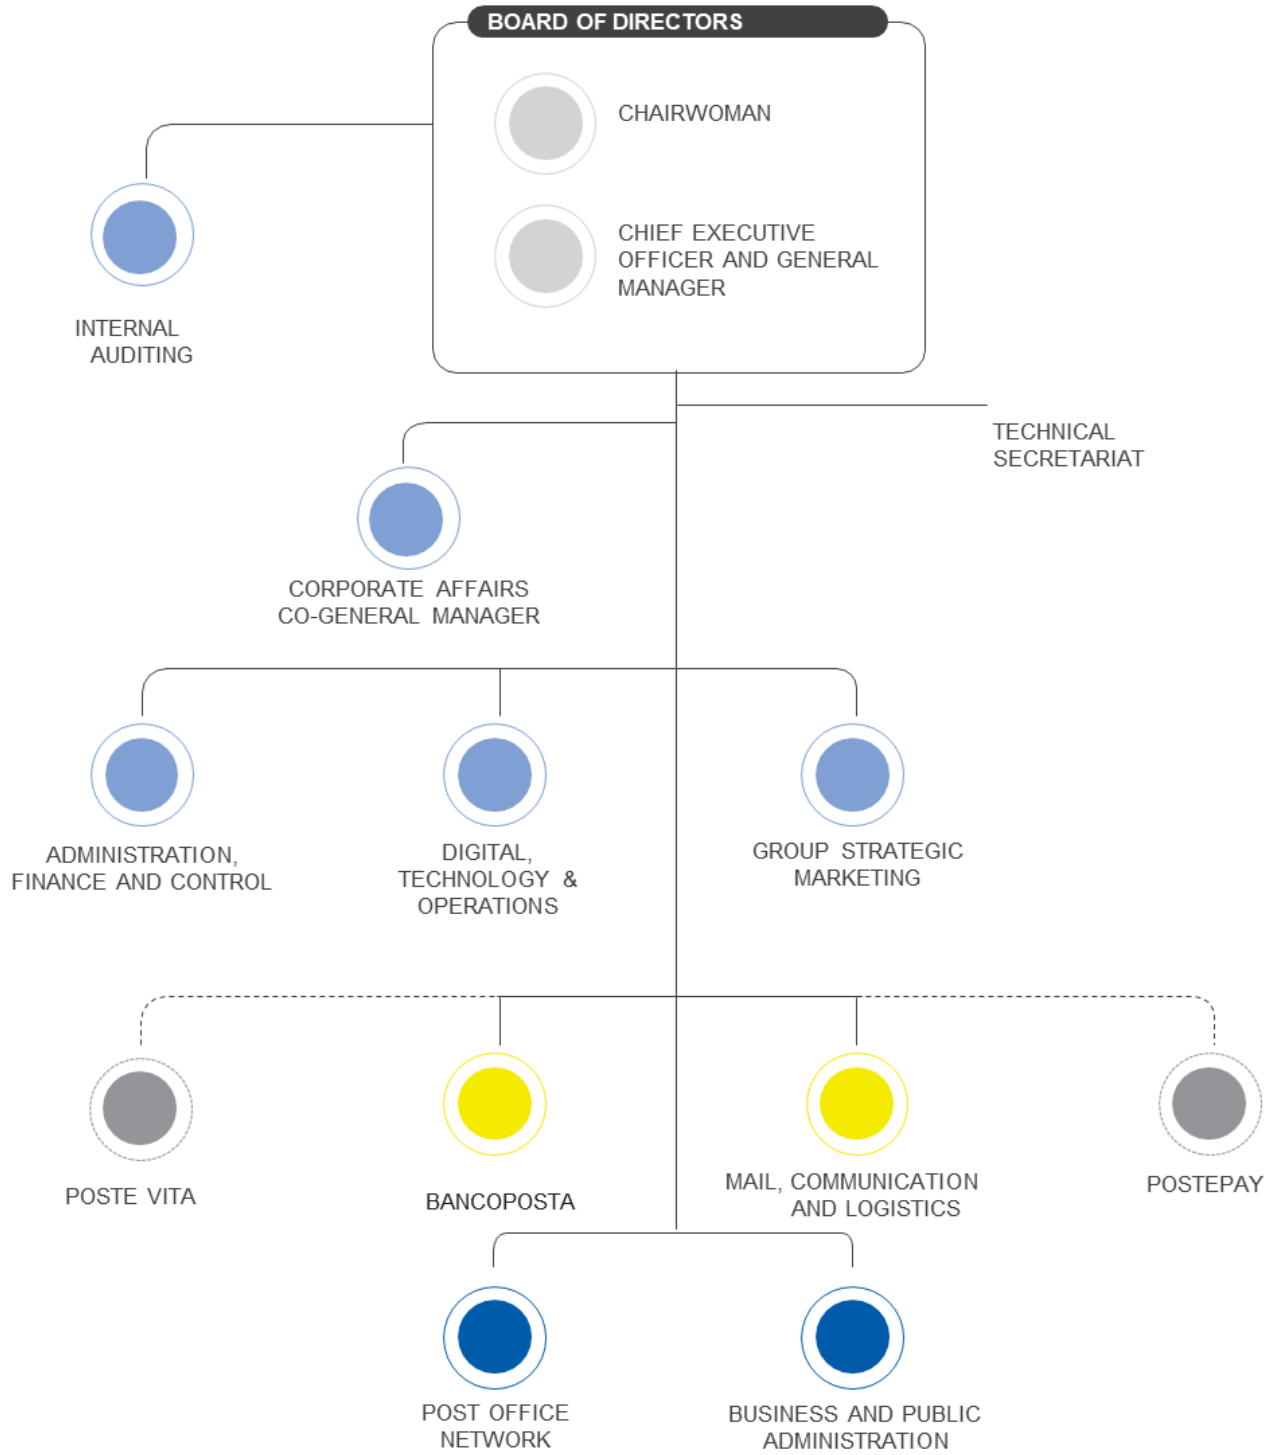 BOARD OF DIRECTORS
CHAIRWOMAN
CHIEF EXECUTIVE
OFFICER AND GENERAL
MANAGER
INTERNAL
AUDITING
TECHNICAL
SECRETARIAT
CORPORATE AFFAIRS
CO-GENERAL MANAGER
ADMINISTRATION,
FINANCE AND CONTROL
DIGITAL,
TECHNOLOGY &
OPERATIONS
GROUP STRATEGIC
MARKETING
POSTE VITA
BANCOPOSTA
MAIL, COMMUNICATION
AND LOGISTICS
POSTEPAY
POST OFFICE
NETWORK
BUSINESS AND PUBLIC
ADMINISTRATION